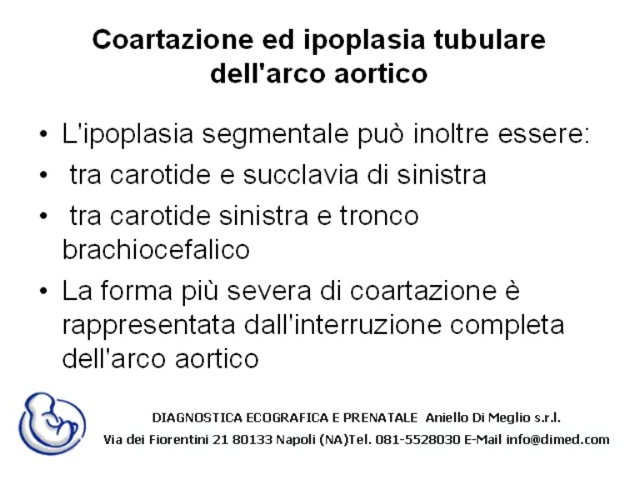 Coartazione ed ipoplasia tubulare
dell'arco aortico
• L'ipoplasia segmentale può inoltre essere:
• tra carotide e succlavia di sinistra
• tra carotide sinistra e tronco
brachiocefalico
• La forma più severa di coartazione è
rappresentata dall'interruzione completa
dell'arco aortico
DIAGNOSTICA ECOGRAFICA E PRENATALE Aniello Di Meglio s.r.l.
Via dei Fiorentini 21 80133 Napoli (NA)Tel. 081-5528030 E-Mail info@dimed.com